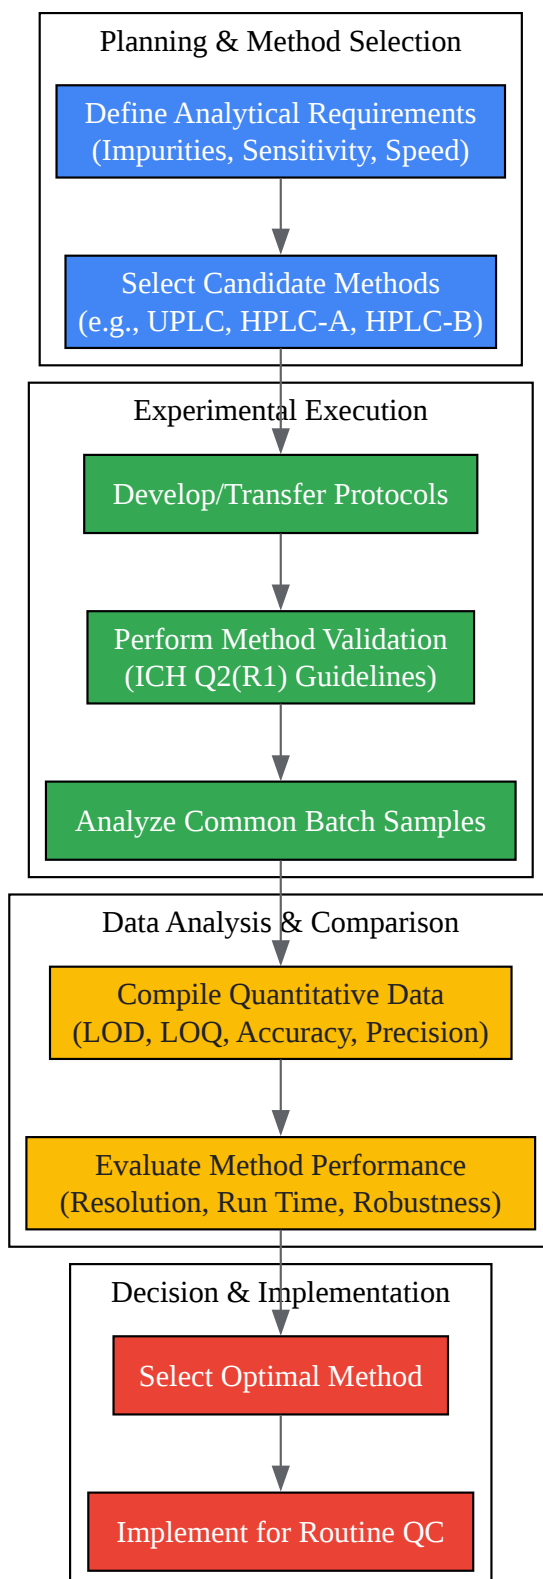 Planning & Method Selection
Define Analytical Requirements
(Impurities, Sensitivity, Speed)
Select Candidate Methods
(e.g., UPLC, HPLC-A, HPLC-B)
Experimental Execution
Develop/Transfer Protocols
Perform Method Validation
(ICH Q2(R1) Guidelines)
Analyze Common Batch Samples
Data Analysis & Comparison
Compile Quantitative Data
(LOD, LOQ, Accuracy, Precision)
Evaluate Method Performance
(Resolution, Run Time, Robustness)
Decision & Implementation
Select Optimal Method
Implement for Routine QC